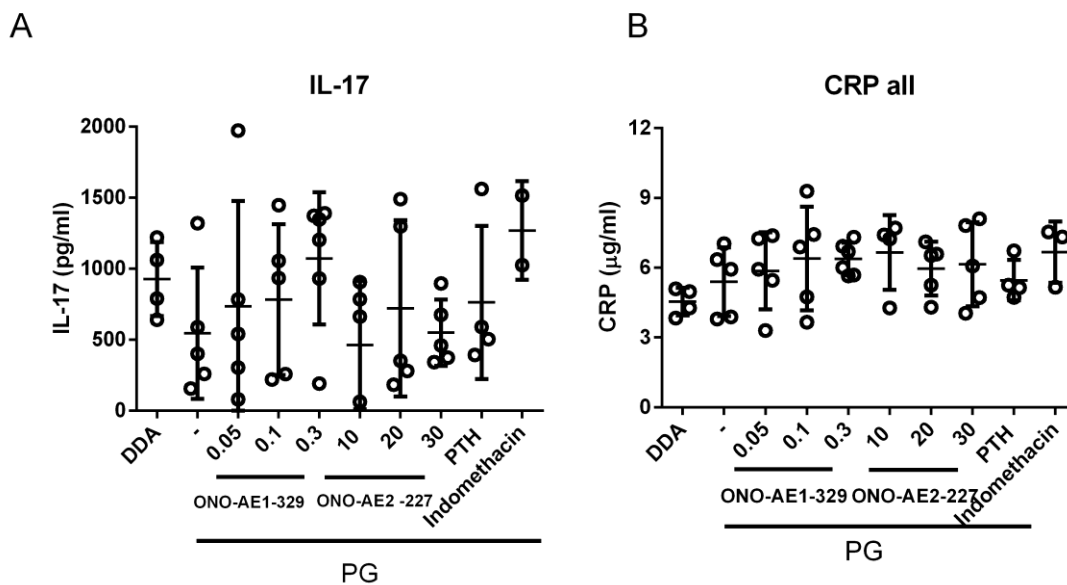 A
IL-17
IL-17 (pg/ml)
2000
1500
1000
500
0
DDA
-
0.05
0.1
0.3
10
20
30
PTH
Indomethacin
ONO-AE1-329
ONO-AE2 -227
PG
B
CRP all
CRP (μg/ml)
12
9
6
3
0
DDA
-
0.05
0.1
0.3
10
20
30
PTH
Indomethacin
ONO-AE1-329
ONO-AE2-227
PG